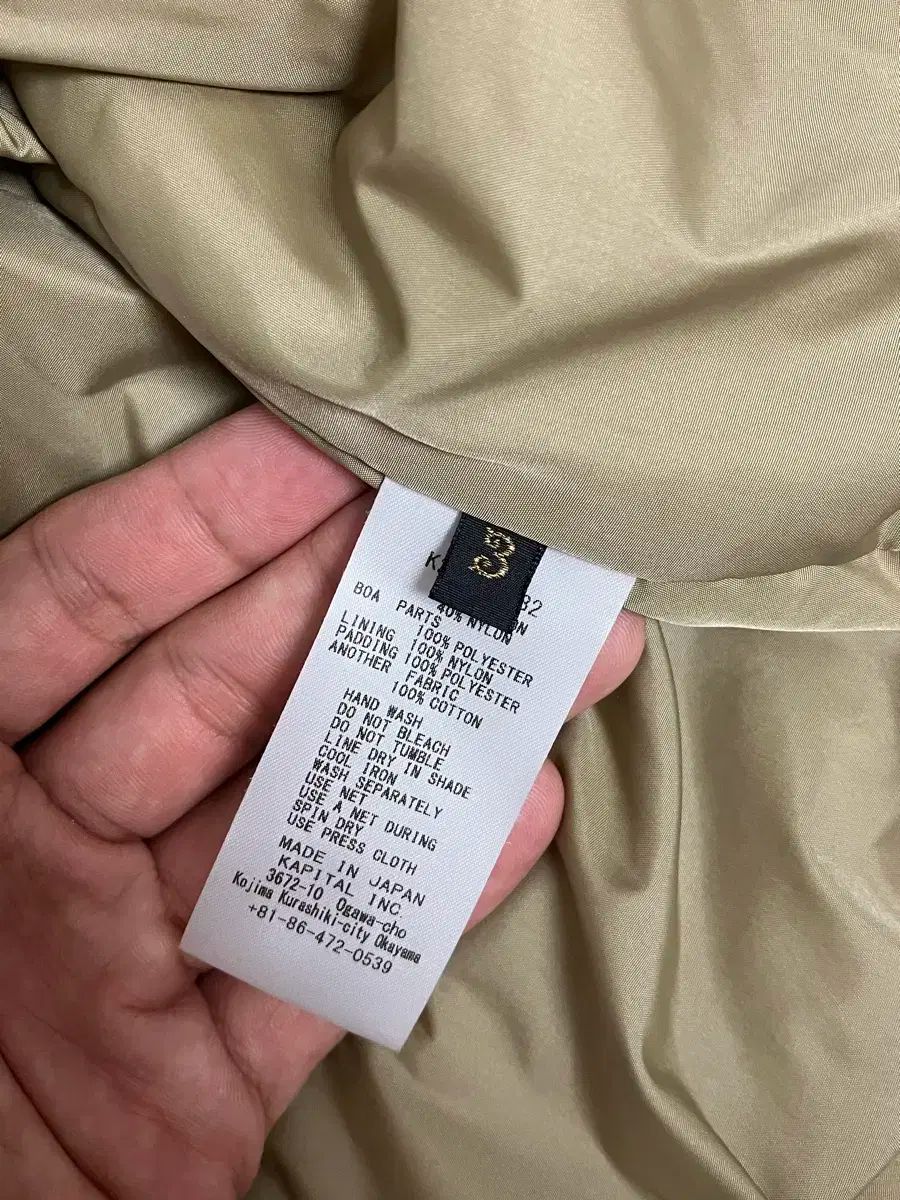 3
K
32
40% NYLON
BOA PARTS 100% POLYESTER
LINING 100% NYLON
PADDING 100% POLYESTER
ANOTHER FABRIC
100% COTTON
HAND WASH
DO NOT BLEACH
DO NOT TUMBLE
LINE DRY IN SHADE
COOL IRON
WASH SEPARATELY
USE NET
USE A NET DURING
SPIN DRY
USE PRESS CLOTH
MADE IN JAPAN
KAPITAL INC.
3672-10 Ogawa-cho
Kojima Kurashiki-city Okayama
+81-86-472-0539